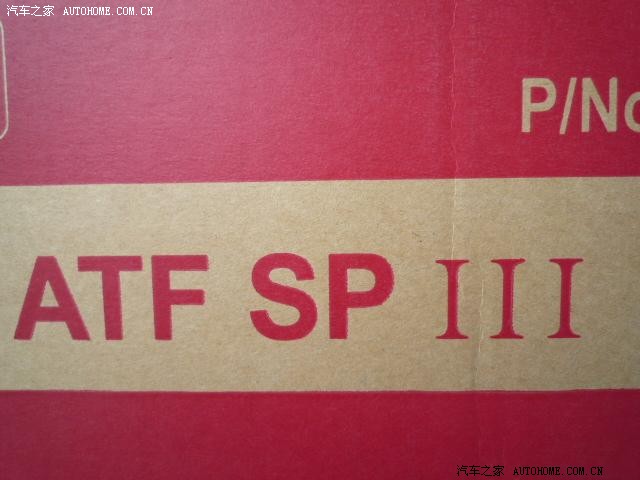 汽车之家 AUTOHOME.COM.CN
P/No
ATF SP III
汽车之家 AUTOHOME.COM.CN